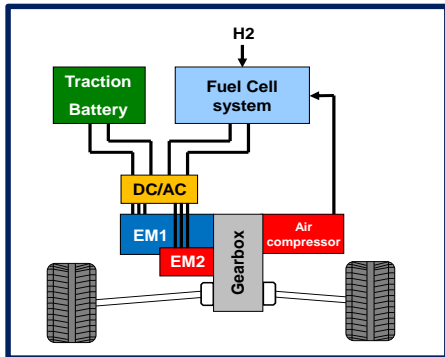 H2
Traction
Battery
Fuel Cell
system
DC/AC
EM1
EM2
Gearbox
Air
compressor